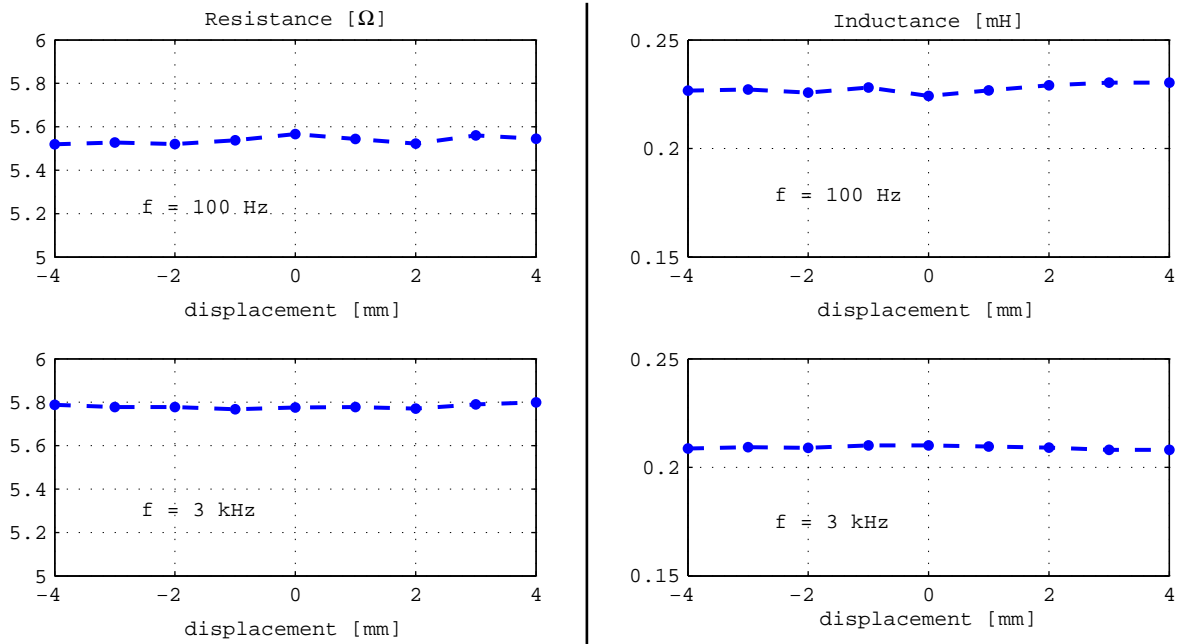 Resistance [Ω]
6
5.8
5.6
5.4
5.2
5
f = 100 Hz
−4 −2 0 2 4
displacement [mm]
Inductance [mH]
0.25
0.2
0.15
f = 100 Hz
−4 −2 0 2 4
displacement [mm]
6
5.8
5.6
5.4
5.2
5
f = 3 kHz
−4 −2 0 2 4
displacement [mm]
0.25
0.2
0.15
f = 3 kHz
−4 −2 0 2 4
displacement [mm]